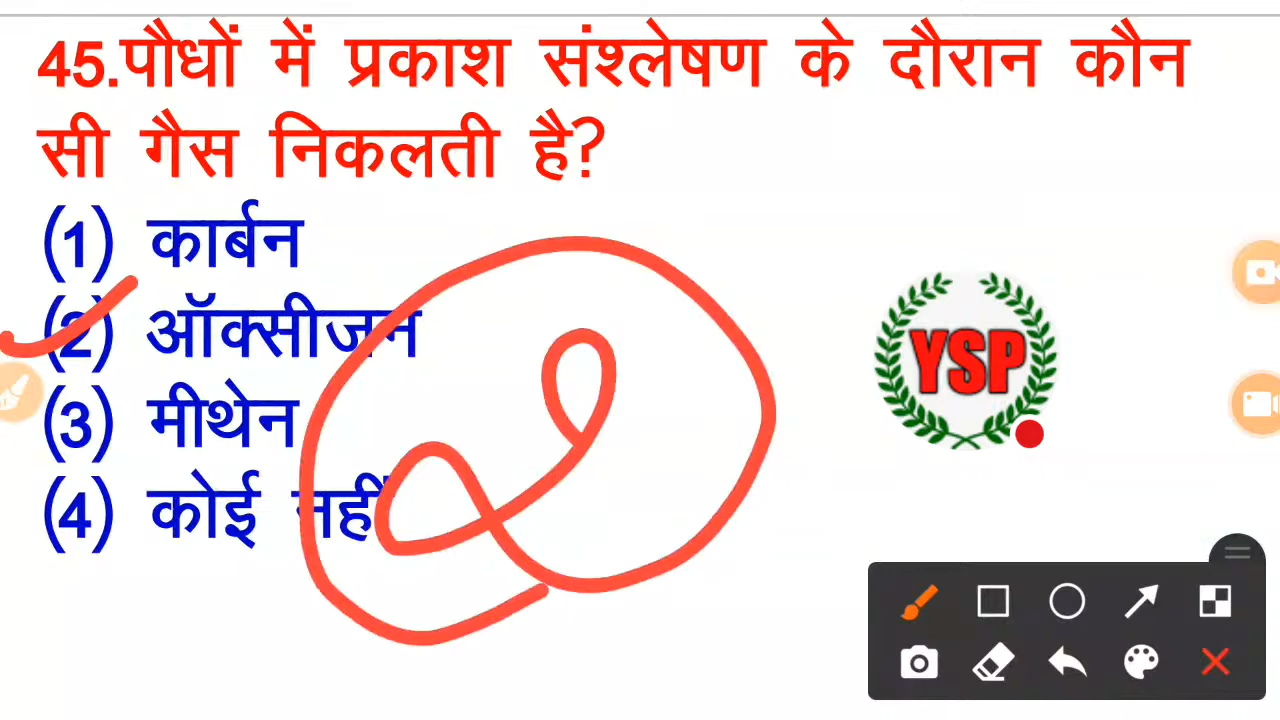 45.पौधों में प्रकाश संश्लेषण के दौरान कौन
सी गैस निकलती है?
(1) कार्बन
(2) ऑक्सीजन
(3) मीथेन
(4) कोई नहीं
YSP